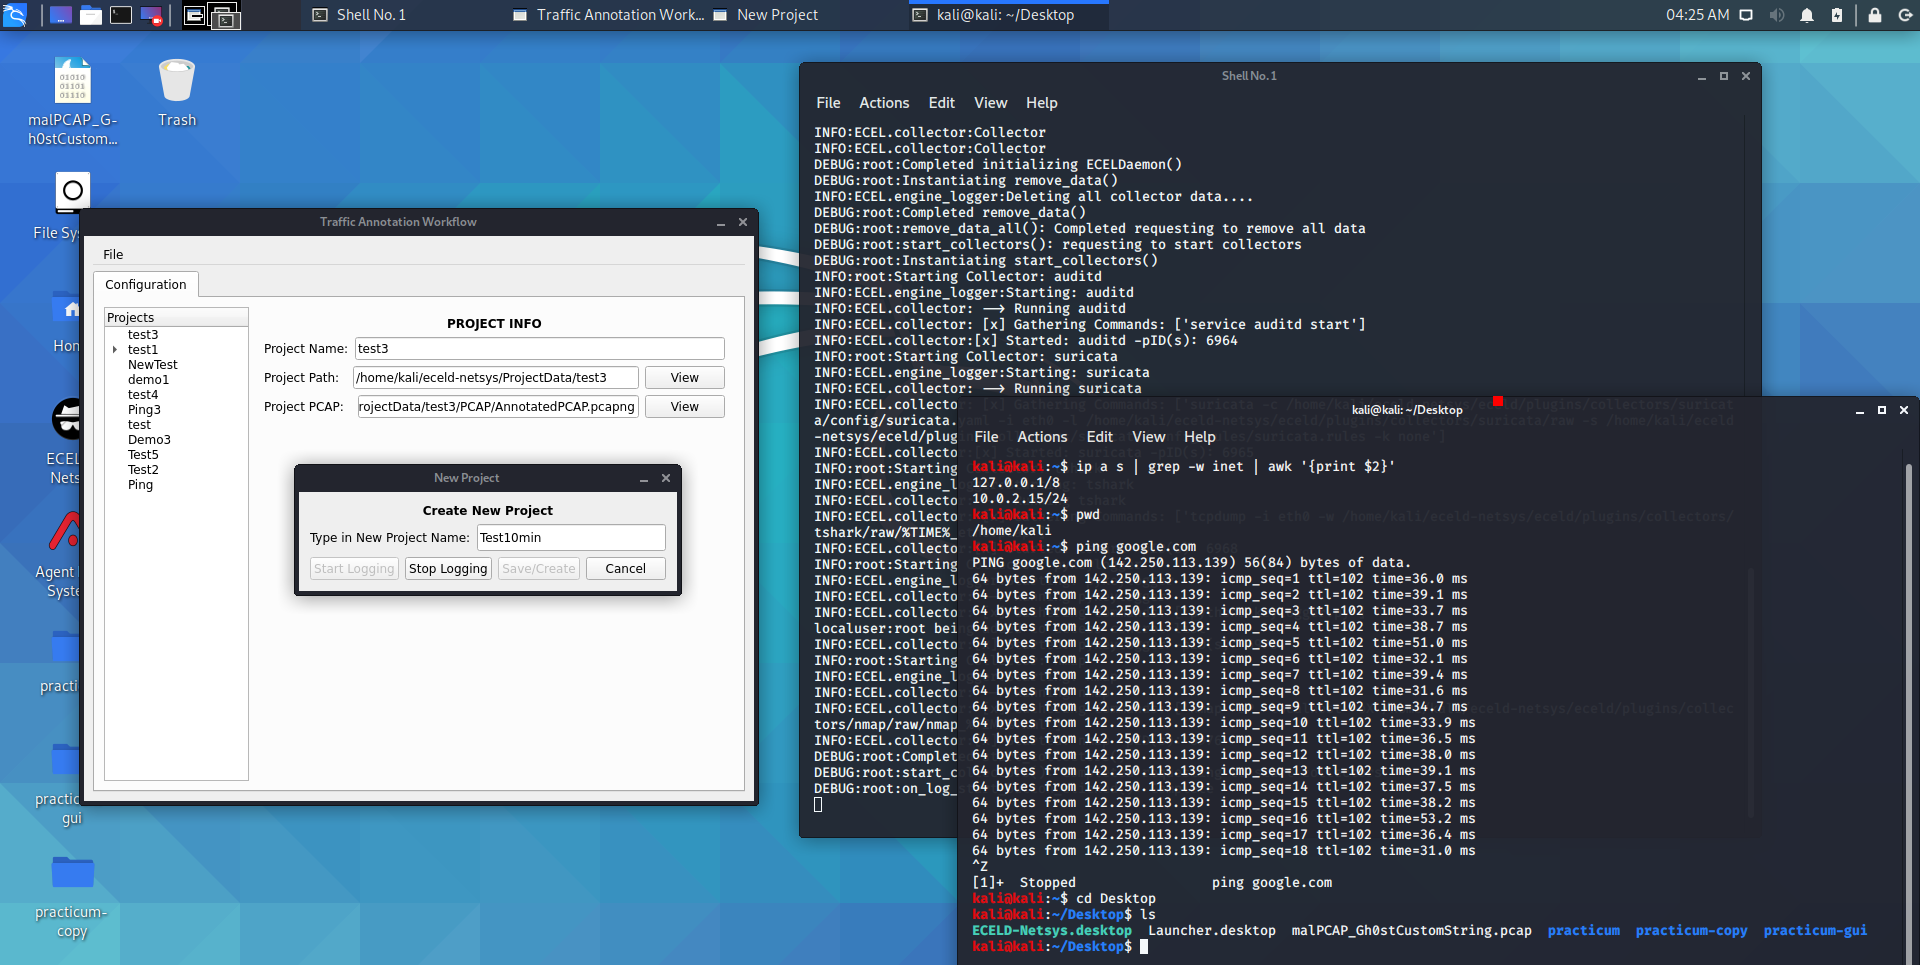 Shell No. 1
Traffic Annotation Work...
New Project
kali@kali: ~/Desktop
04:25 AM
malPCAP_G-
h0stCustom...
Trash
File Sy
Hon
ECEL
Nets
Agent
Syste
practi
practic
gui
practicum-
copy
Traffic Annotation Workflow
File
Configuration
Projects
test3
test1
NewTest
demo1
test4
Ping3
test
Demo3
Test5
Test2
Ping
PROJECT INFO
Project Name: test3
Project Path: /home/kali/eceld-netsys/ProjectData/test3 View
Project PCAP: rojectData/test3/PCAP/AnnotatedPCAP.pcapng View
New Project
Create New Project
Type in New Project Name: Test10min
Start Logging Stop Logging Save/Create Cancel
Shell No. 1
File Actions Edit View Help
INFO:ECEL.collector:Collector
INFO:ECEL.collector:Collector
DEBUG:root:Completed initializing ECELDaemon()
DEBUG:root:Instantiating remove_data()
INFO:ECEL.engine_logger:Deleting all collector data....
DEBUG:root:Completed remove_data()
DEBUG:root:remove_data_all(): Completed requesting to remove all data
DEBUG:root:start_collectors(): requesting to start collectors
DEBUG:root:Instantiating start_collectors()
INFO:root:Starting Collector: auditd
INFO:ECEL.engine_logger:Starting: auditd
INFO:ECEL.collector: —> Running auditd
INFO:ECEL.collector: [x] Gathering Commands: ['service auditd start']
INFO:ECEL.collector:[x] Started: auditd -pID(s): 6964
INFO:root:Starting Collector: suricata
INFO:ECEL.engine_logger:Starting: suricata
INFO:ECEL.collector: —> Running suricata
INFO:ECEL.collecto
a/config/suricata.
-netsys/eceld/plug
INFO:ECEL.collecto
INFO:root:Starting
INFO:ECEL.engine_l
INFO:ECEL.collecto
INFO:ECEL.collecto
tshark/raw/%TIME%_
INFO:ECEL.collecto
INFO:root:Starting
INFO:ECEL.engine_l
INFO:ECEL.collecto
INFO:ECEL.collecto
localuser:root bei
INFO:ECEL.collecto
INFO:root:Starting
INFO:ECEL.engine_l
INFO:ECEL.collecto
INFO:ECEL.collecto
tors/nmap/raw/nmap
INFO:ECEL.collecto
DEBUG:root:Complet
DEBUG:root:start_c
DEBUG:root:on_log_
kali@kali: ~/Desktop
File Actions Edit View Help
kali@kali:~$ ip a s | grep -w inet | awk '{print $2}'
127.0.0.1/8
10.0.2.15/24
kali@kali:~$ pwd
/home/kali
kali@kali:~$ ping google.com
PING google.com (142.250.113.139) 56(84) bytes of data.
64 bytes from 142.250.113.139: icmp_seq=1 ttl=102 time=36.0 ms
64 bytes from 142.250.113.139: icmp_seq=2 ttl=102 time=39.1 ms
64 bytes from 142.250.113.139: icmp_seq=3 ttl=102 time=33.7 ms
64 bytes from 142.250.113.139: icmp_seq=4 ttl=102 time=38.7 ms
64 bytes from 142.250.113.139: icmp_seq=5 ttl=102 time=51.0 ms
64 bytes from 142.250.113.139: icmp_seq=6 ttl=102 time=32.1 ms
64 bytes from 142.250.113.139: icmp_seq=7 ttl=102 time=39.4 ms
64 bytes from 142.250.113.139: icmp_seq=8 ttl=102 time=31.6 ms
64 bytes from 142.250.113.139: icmp_seq=9 ttl=102 time=34.7 ms
64 bytes from 142.250.113.139: icmp_seq=10 ttl=102 time=33.9 ms
64 bytes from 142.250.113.139: icmp_seq=11 ttl=102 time=36.5 ms
64 bytes from 142.250.113.139: icmp_seq=12 ttl=102 time=38.0 ms
64 bytes from 142.250.113.139: icmp_seq=13 ttl=102 time=39.1 ms
64 bytes from 142.250.113.139: icmp_seq=14 ttl=102 time=37.5 ms
64 bytes from 142.250.113.139: icmp_seq=15 ttl=102 time=38.2 ms
64 bytes from 142.250.113.139: icmp_seq=16 ttl=102 time=53.2 ms
64 bytes from 142.250.113.139: icmp_seq=17 ttl=102 time=36.4 ms
64 bytes from 142.250.113.139: icmp_seq=18 ttl=102 time=31.0 ms
^Z
[1]+ Stopped ping google.com
kali@kali:~$ cd Desktop
kali@kali:~/Desktop$ ls
ECELD-Netsys.desktop Launcher.desktop malPCAP_Gh0stCustomString.pcap practicum practicum-copy practicum-gui
kali@kali:~/Desktop$